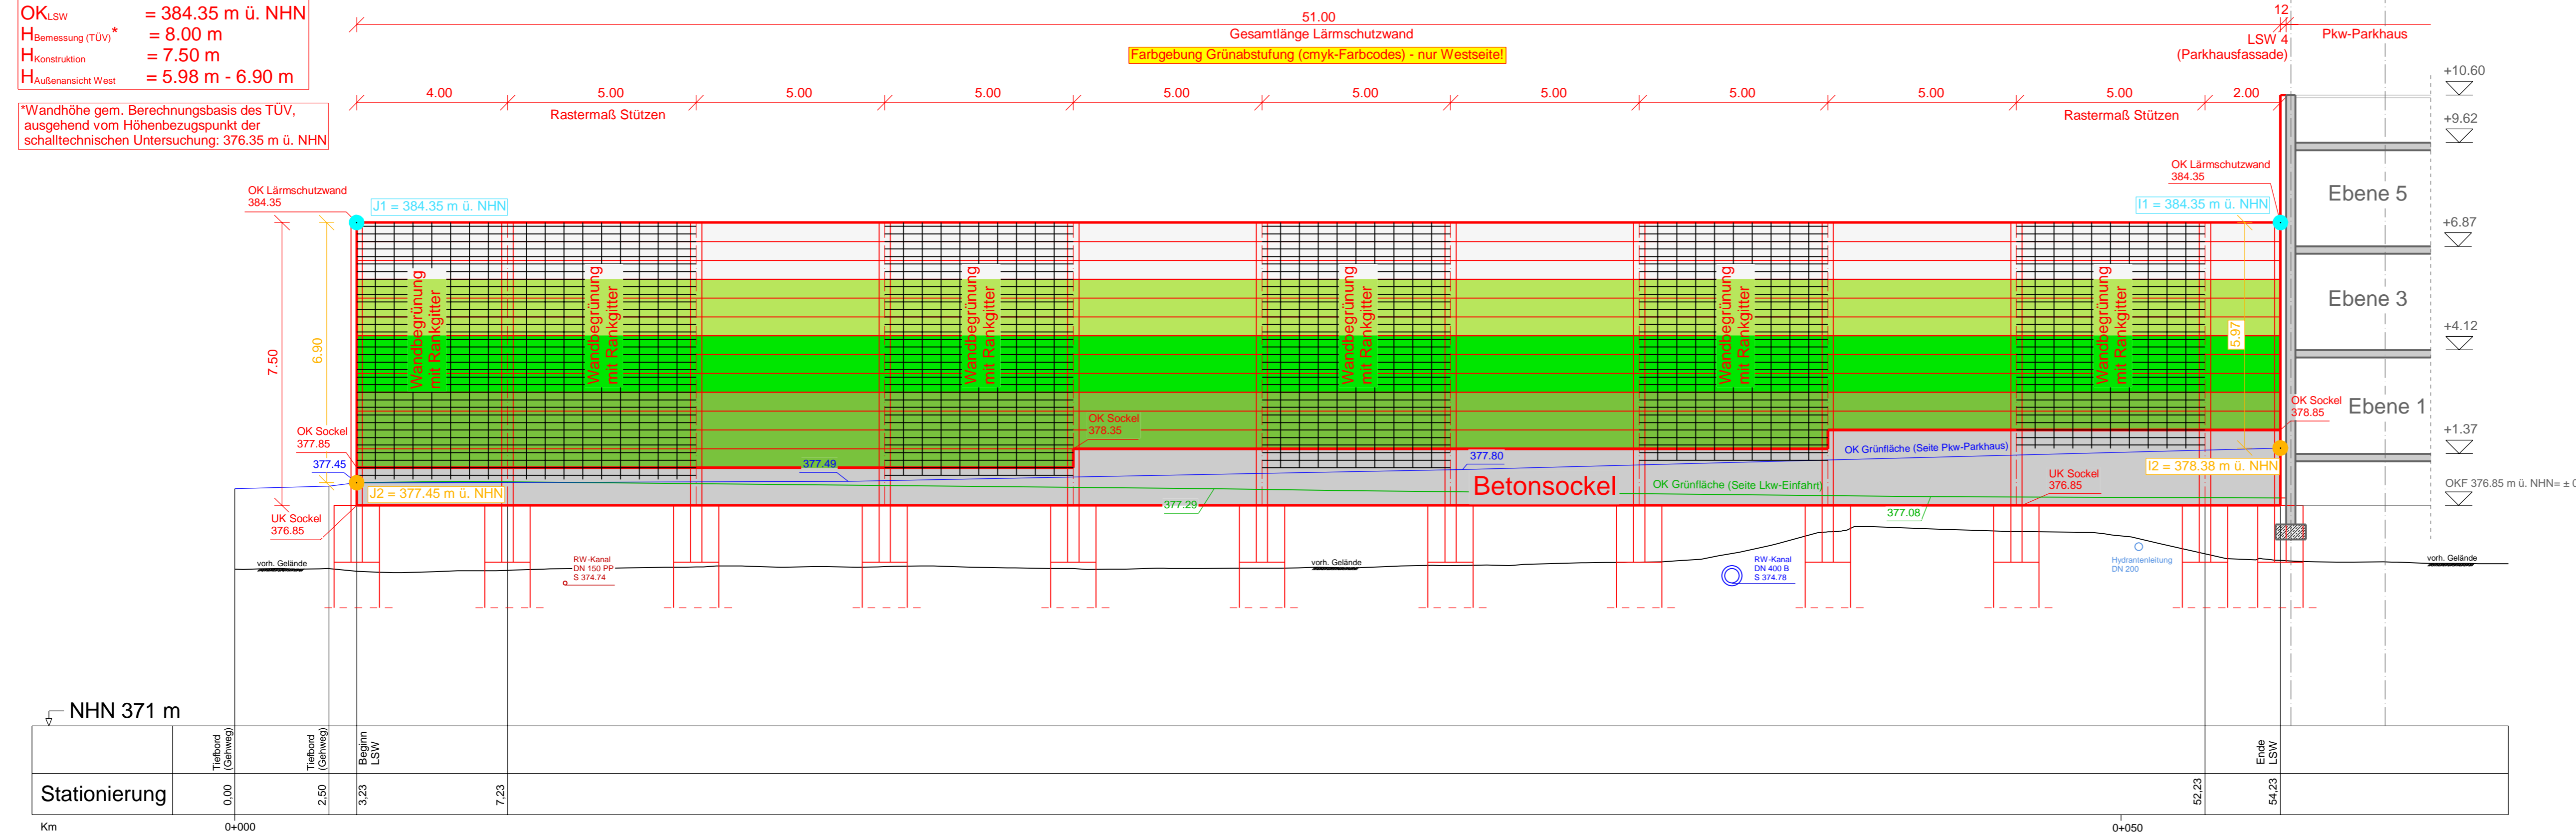 OKLSW = 384.35 m ü. NHN
HBemessung (TÜV)* = 8.00 m
HKonstruktion = 7.50 m
HAußenansicht West = 5.98 m - 6.90 m
*Wandhöhe gem. Berechnungsbasis des TÜV,
ausgehend vom Höhenbezugspunkt der
schalltechnischen Untersuchung: 376.35 m ü. NHN
51.00
Gesamtlänge Lärmschutzwand
Farbgebung Grünabstufung (cmyk-Farbcodes) - nur Westseite!
12
LSW 4
(Parkhausfassade)
Pkw-Parkhaus
4.00 5.00 5.00 5.00 5.00 5.00 5.00 5.00 5.00 5.00 2.00
Rastermaß Stützen
Rastermaß Stützen
+10.60
+9.62
+6.87
+4.12
+1.37
OKF 376.85 m ü. NHN= ± 0
Ebene 5
Ebene 3
Ebene 1
OK Lärmschutzwand
384.35
J1 = 384.35 m ü. NHN
OK Lärmschutzwand
384.35
I1 = 384.35 m ü. NHN
7.50
6.90
5.97
Wandbegrünung
mit Rankgitter
Wandbegrünung
mit Rankgitter
Wandbegrünung
mit Rankgitter
Wandbegrünung
mit Rankgitter
Wandbegrünung
mit Rankgitter
Wandbegrünung
mit Rankgitter
OK Sockel
377.85
OK Sockel
378.35
OK Sockel
378.85
377.45
377.49
377.80
OK Grünfläche (Seite Pkw-Parkhaus)
J2 = 377.45 m ü. NHN
I2 = 378.38 m ü. NHN
Betonsockel
OK Grünfläche (Seite Lkw-Einfahrt)
UK Sockel
376.85
377.29
377.08
UK Sockel
376.85
vorh. Gelände
RW-Kanal
DN 150 PP
S 374.74
vorh. Gelände
RW-Kanal
DN 400 B
S 374.78
Hydrantenleitung
DN 200
vorh. Gelände
NHN 371 m
Tiefbord
(Gehweg)
Tiefbord
(Gehweg)
Beginn
LSW
Ende
LSW
Stationierung
0,00
2,50
3,23
7,23
52,23
54,23
Km
0+000
0+050